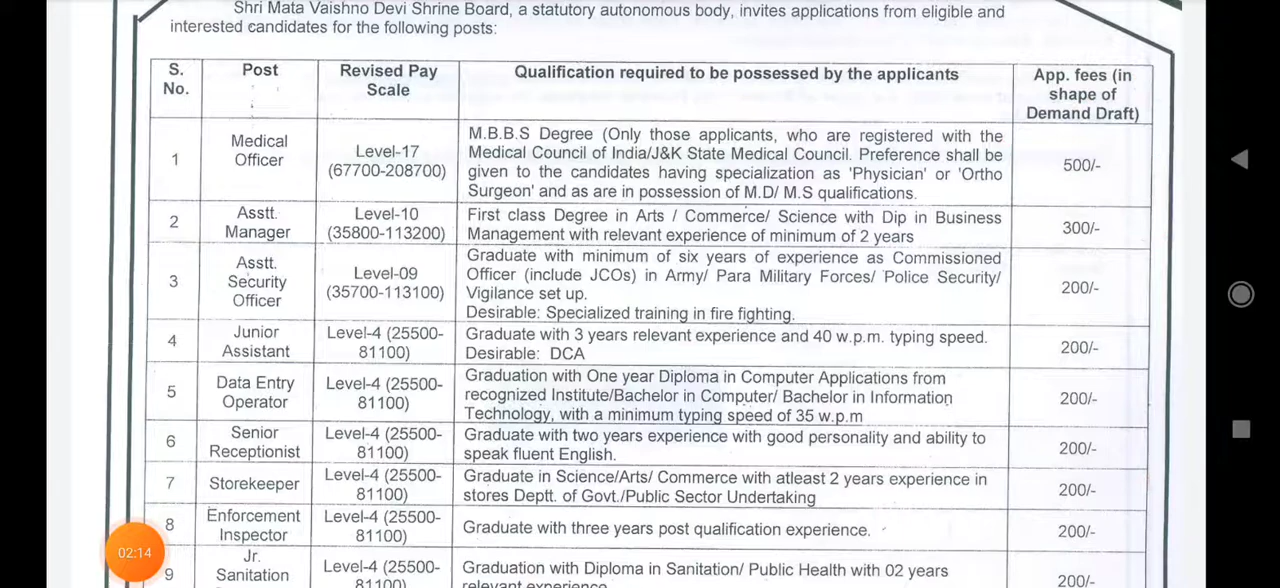 Shri Mata Vaishno Devi Shrine Board, a statutory autonomous body, invites applications from eligible and
interested candidates for the following posts:
S. No. Post Revised Pay Scale Qualification required to be possessed by the applicants App. fees (in shape of Demand Draft)
1 Medical Officer Level-17 (67700-208700) M.B.B.S Degree (Only those applicants, who are registered with the
Medical Council of India/J&K State Medical Council. Preference shall be
given to the candidates having specialization as 'Physician' or 'Ortho
Surgeon' and as are in possession of M.D/ M.S qualifications. 500/-
2 Asstt. Manager Level-10 (35800-113200) First class Degree in Arts / Commerce/ Science with Dip in Business
Management with relevant experience of minimum of 2 years 300/-
3 Asstt. Security Officer Level-09 (35700-113100) Graduate with minimum of six years of experience as Commissioned
Officer (include JCOs) in Army/ Para Military Forces/ Police Security/
Vigilance set up.
Desirable: Specialized training in fire fighting. 200/-
4 Junior Assistant Level-4 (25500-81100) Graduate with 3 years relevant experience and 40 w.p.m. typing speed.
Desirable: DCA 200/-
5 Data Entry Operator Level-4 (25500-81100) Graduation with One year Diploma in Computer Applications from
recognized Institute/Bachelor in Computer/ Bachelor in Information
Technology, with a minimum typing speed of 35 w.p.m 200/-
6 Senior Receptionist Level-4 (25500-81100) Graduate with two years experience with good personality and ability to
speak fluent English. 200/-
7 Storekeeper Level-4 (25500-81100) Graduate in Science/Arts/ Commerce with atleast 2 years experience in
stores Deptt. of Govt./Public Sector Undertaking 200/-
8 Enforcement Inspector Level-4 (25500-81100) Graduate with three years post qualification experience. 200/-
9 Jr. Sanitation Level-4 (25500-81100) Graduation with Diploma in Sanitation/ Public Health with 02 years
relevant experience 200/-
02:14